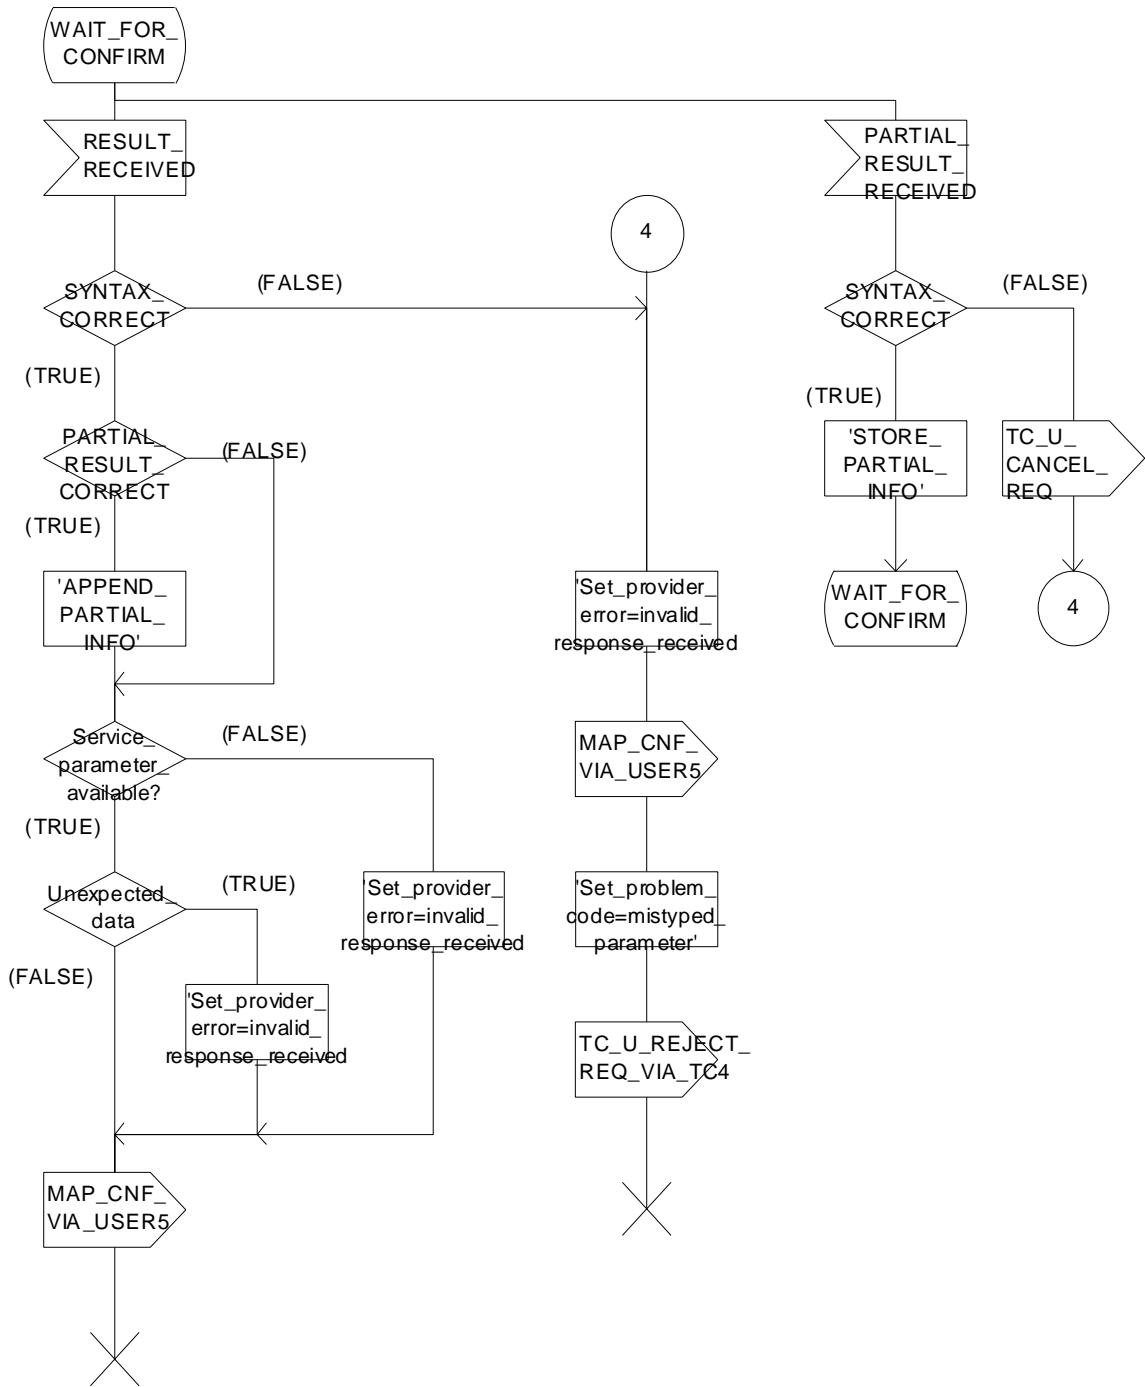 WAIT_FOR_
CONFIRM
RESULT_
RECEIVED
PARTIAL_
RESULT_
RECEIVED
4
SYNTAX_
CORRECT
(FALSE)
SYNTAX_
CORRECT
(FALSE)
(TRUE)
(TRUE)
PARTIAL_
RESULT_
CORRECT
(FALSE)
'STORE_
PARTIAL_
INFO'
TC_U_
CANCEL_
REQ
(TRUE)
'APPEND_
PARTIAL_
INFO'
'Set_provider_
error=invalid_
response_received
WAIT_FOR_
CONFIRM
4
Service_
parameter_
available?
(FALSE)
MAP_CNF_
VIA_USER5
(TRUE)
Unexpected_
data
(TRUE)
'Set_provider_
error=invalid_
response_received
'Set_problem_
code=mistyped_
parameter'
(FALSE)
'Set_provider_
error=invalid_
response_received
TC_U_REJECT_
REQ_VIA_TC4
MAP_CNF_
VIA_USER5